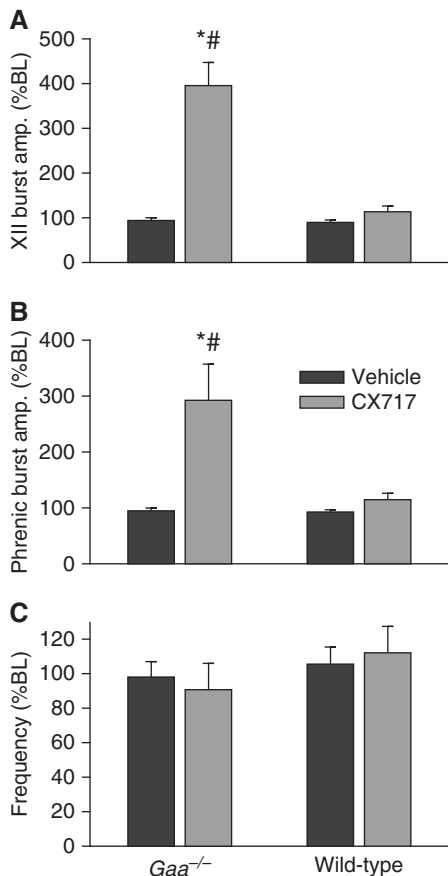 A
XII burst amp. (%BL)
500
400
300
200
100
0
*#
B
Phrenic burst amp. (%BL)
400
300
200
100
0
*#
Vehicle
CX717
C
Frequency (%BL)
120
100
80
60
40
20
0
Gaa−/−
Wild-type